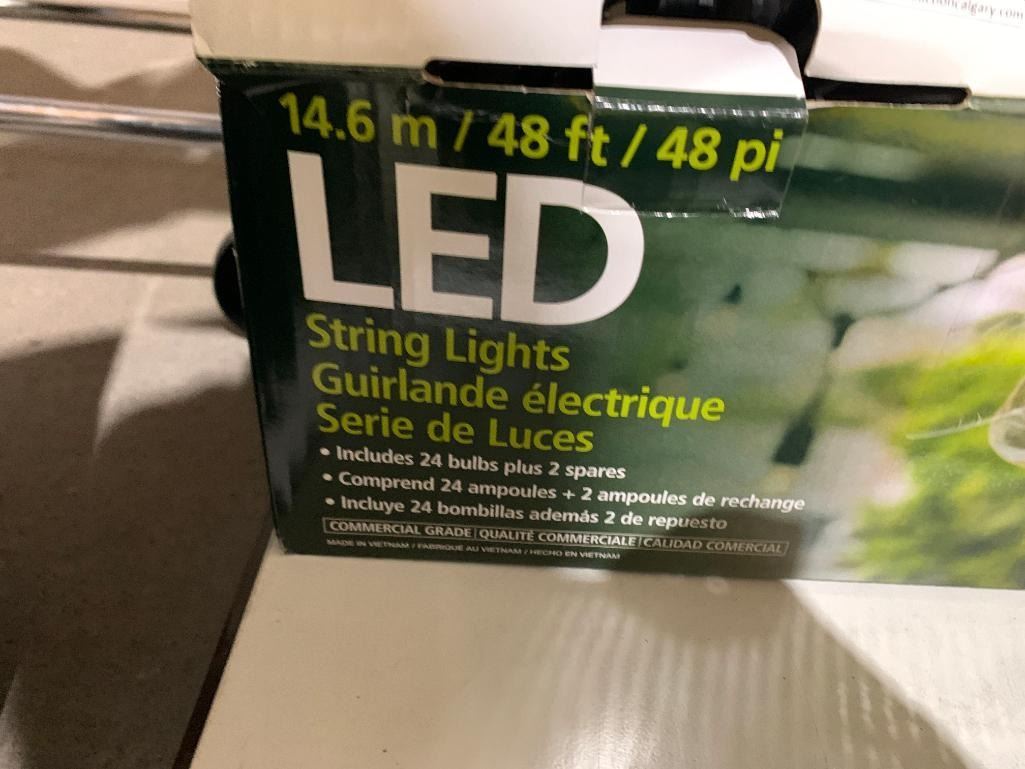 14.6 m / 48 ft / 48 pi
LED
String Lights
Guirlande électrique
Serie de Luces
• Includes 24 bulbs plus 2 spares
• Comprend 24 ampoules + 2 ampoules de rechange
• Incluye 24 bombillas además 2 de repuesto
COMMERCIAL GRADE | QUALITÉ COMMERCIALE | CALIDAD COMERCIAL
MADE IN VIETNAM / FABRIQUÉ AU VIETNAM / HECHO EN VIETNAM